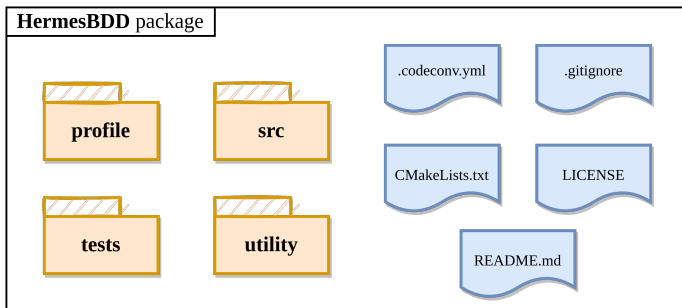 HermesBDD package
.codeconv.yml
.gitignore
profile
src
CMakeLists.txt
LICENSE
tests
utility
README.md